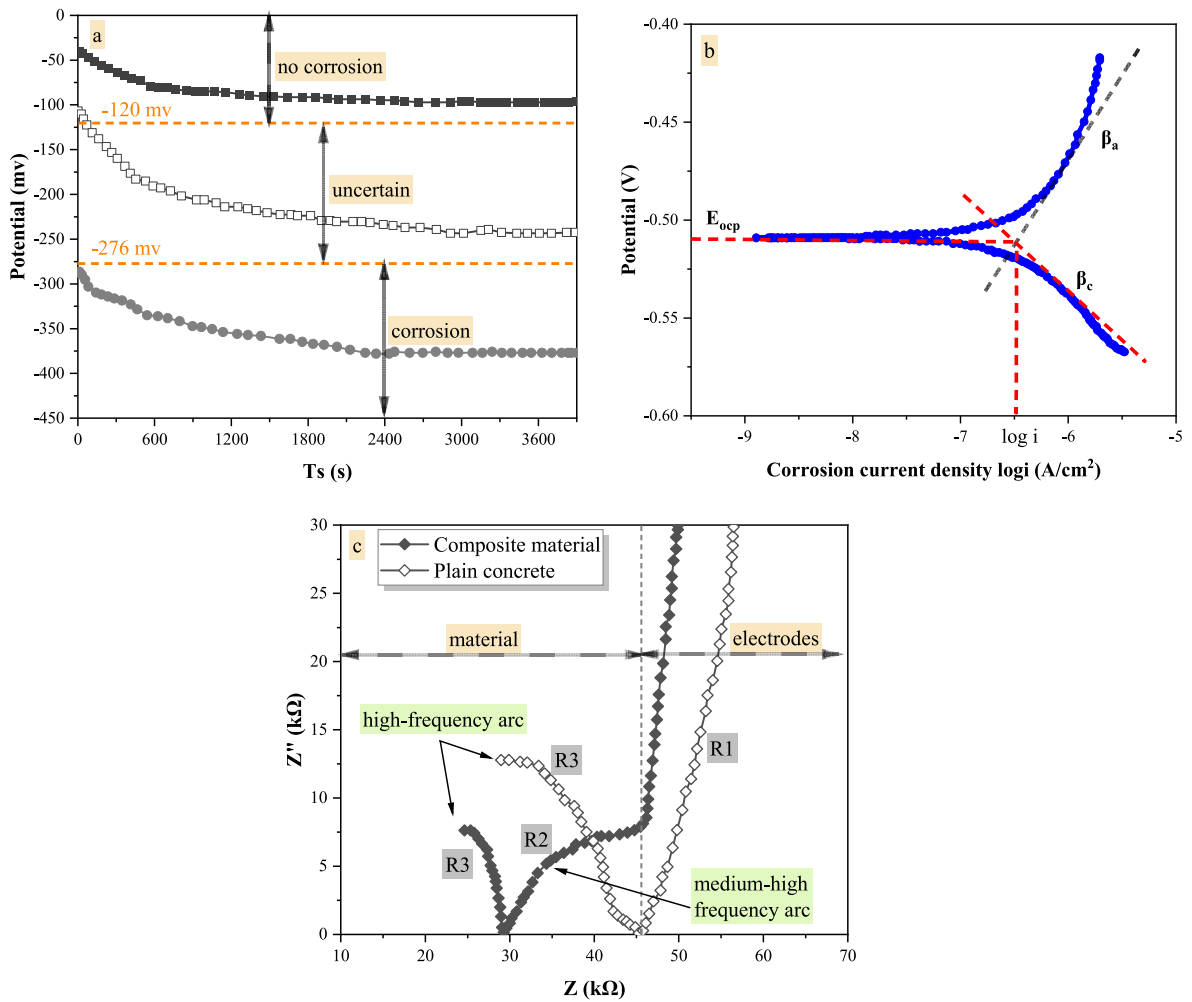 a
0
-50
-100
-150
-200
-250
-300
-350
-400
-450
Potential (mv)
no corrosion
-120 mv
uncertain
-276 mv
corrosion
0
600
1200
1800
2400
3000
3600
Ts (s)
b
-0.40
-0.45
-0.50
-0.55
-0.60
Potential (V)
βa
Eocp
βc
log i
-9
-8
-7
-6
-5
Corrosion current density logi (A/cm²)
c
Composite material
Plain concrete
30
25
20
15
10
5
0
Z'' (kΩ)
material
electrodes
high-frequency arc
R3
R1
R2
R3
medium-high
frequency arc
10
20
30
40
50
60
70
Z (kΩ)